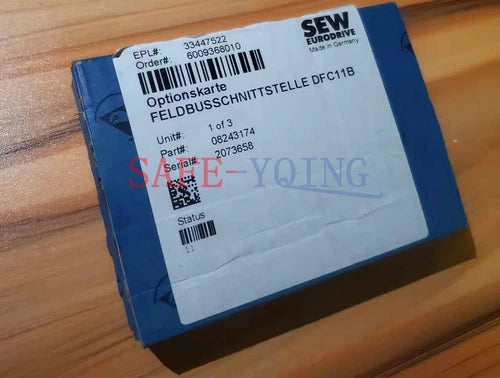 EPL#: 33447522
Order#: 6009368010
SEW
EURODRIVE
Made in Germany
Optionskarte
FELDBUSSCHNITTSTELLE DFC11B
Unit#: 1 of 3
Part#: 08243174
Serial#: 2073658
SAFE-YQING
Status
11